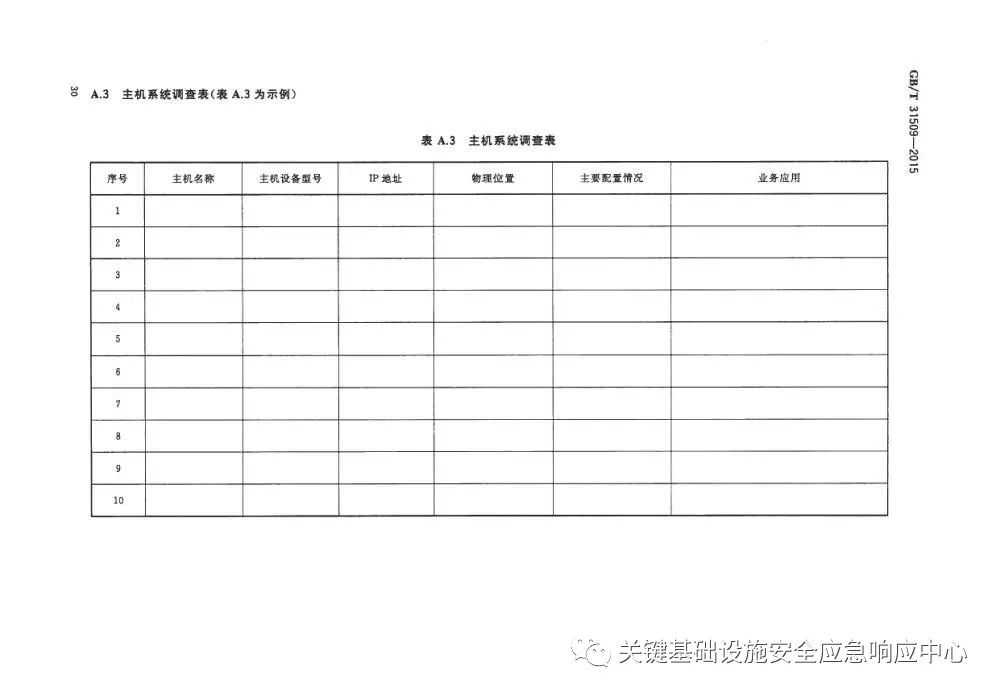 GB/T 31509—2015
30
A.3 主机系统调查表(表 A.3 为示例)
表 A.3 主机系统调查表
序号 主机名称 主机设备型号 IP 地址 物理位置 主要配置情况 业务应用
1
2
3
4
5
6
7
8
9
10
关键基础设施安全应急响应中心